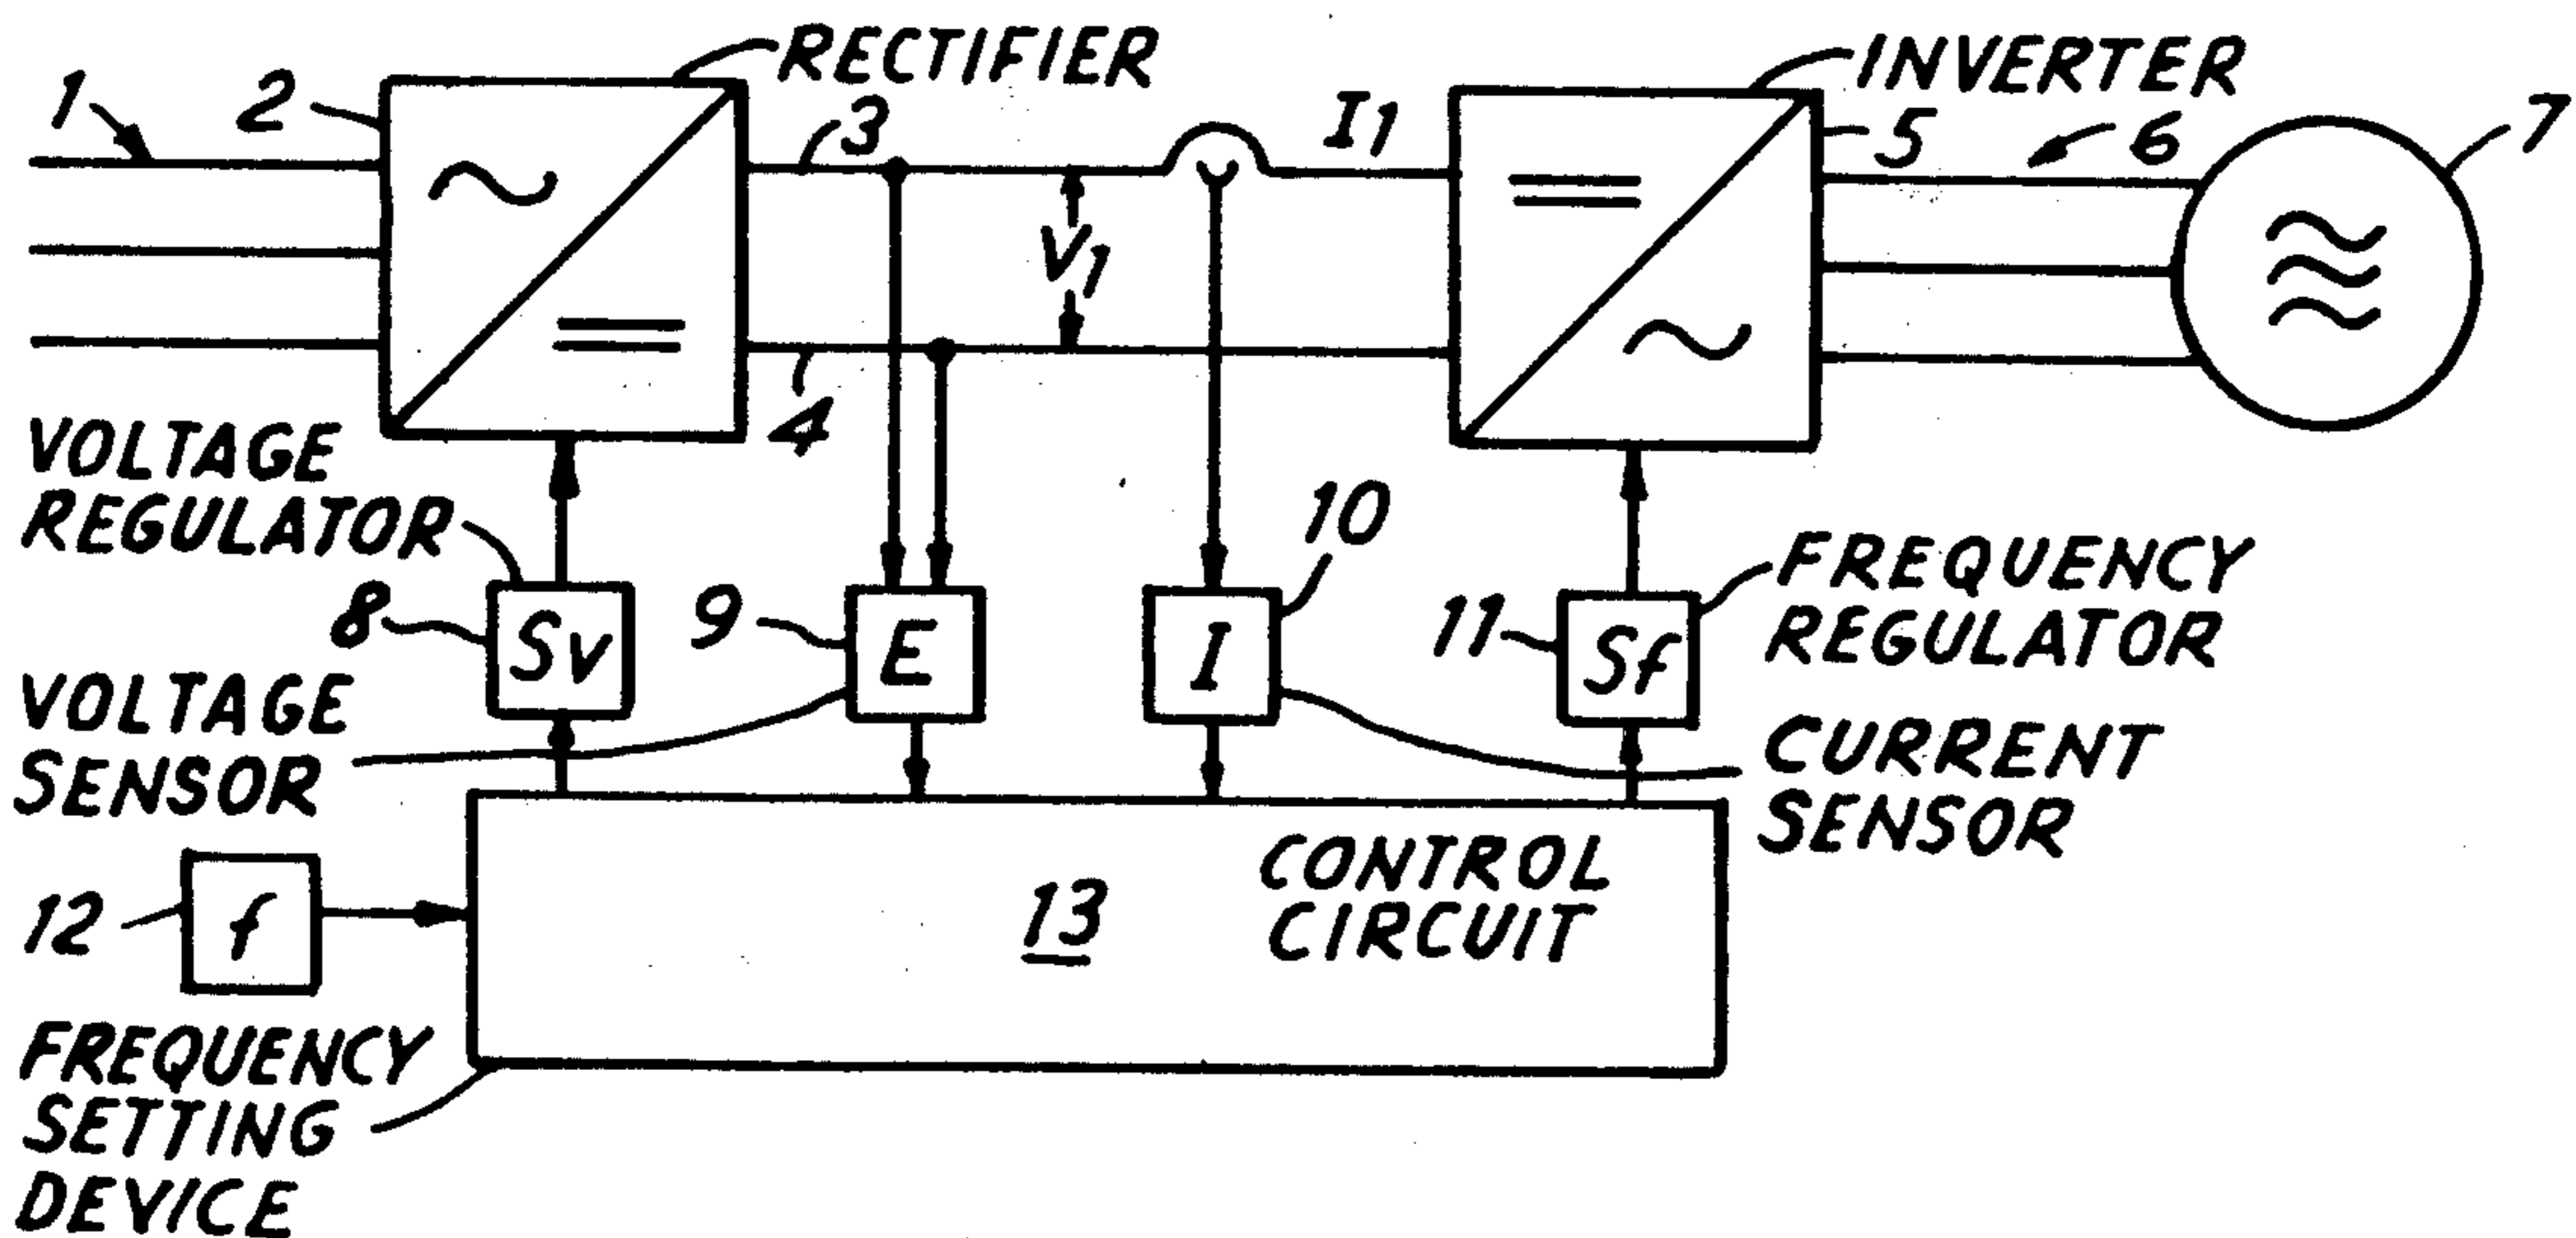 RECTIFIER
INVERTER
1
2
3
I1
5
6
7
V1
4
VOLTAGE
REGULATOR
8
Sv
9
E
10
I
11
Sf
FREQUENCY
REGULATOR
VOLTAGE
SENSOR
CURRENT
SENSOR
12
f
13
CONTROL
CIRCUIT
FREQUENCY
SETTING
DEVICE